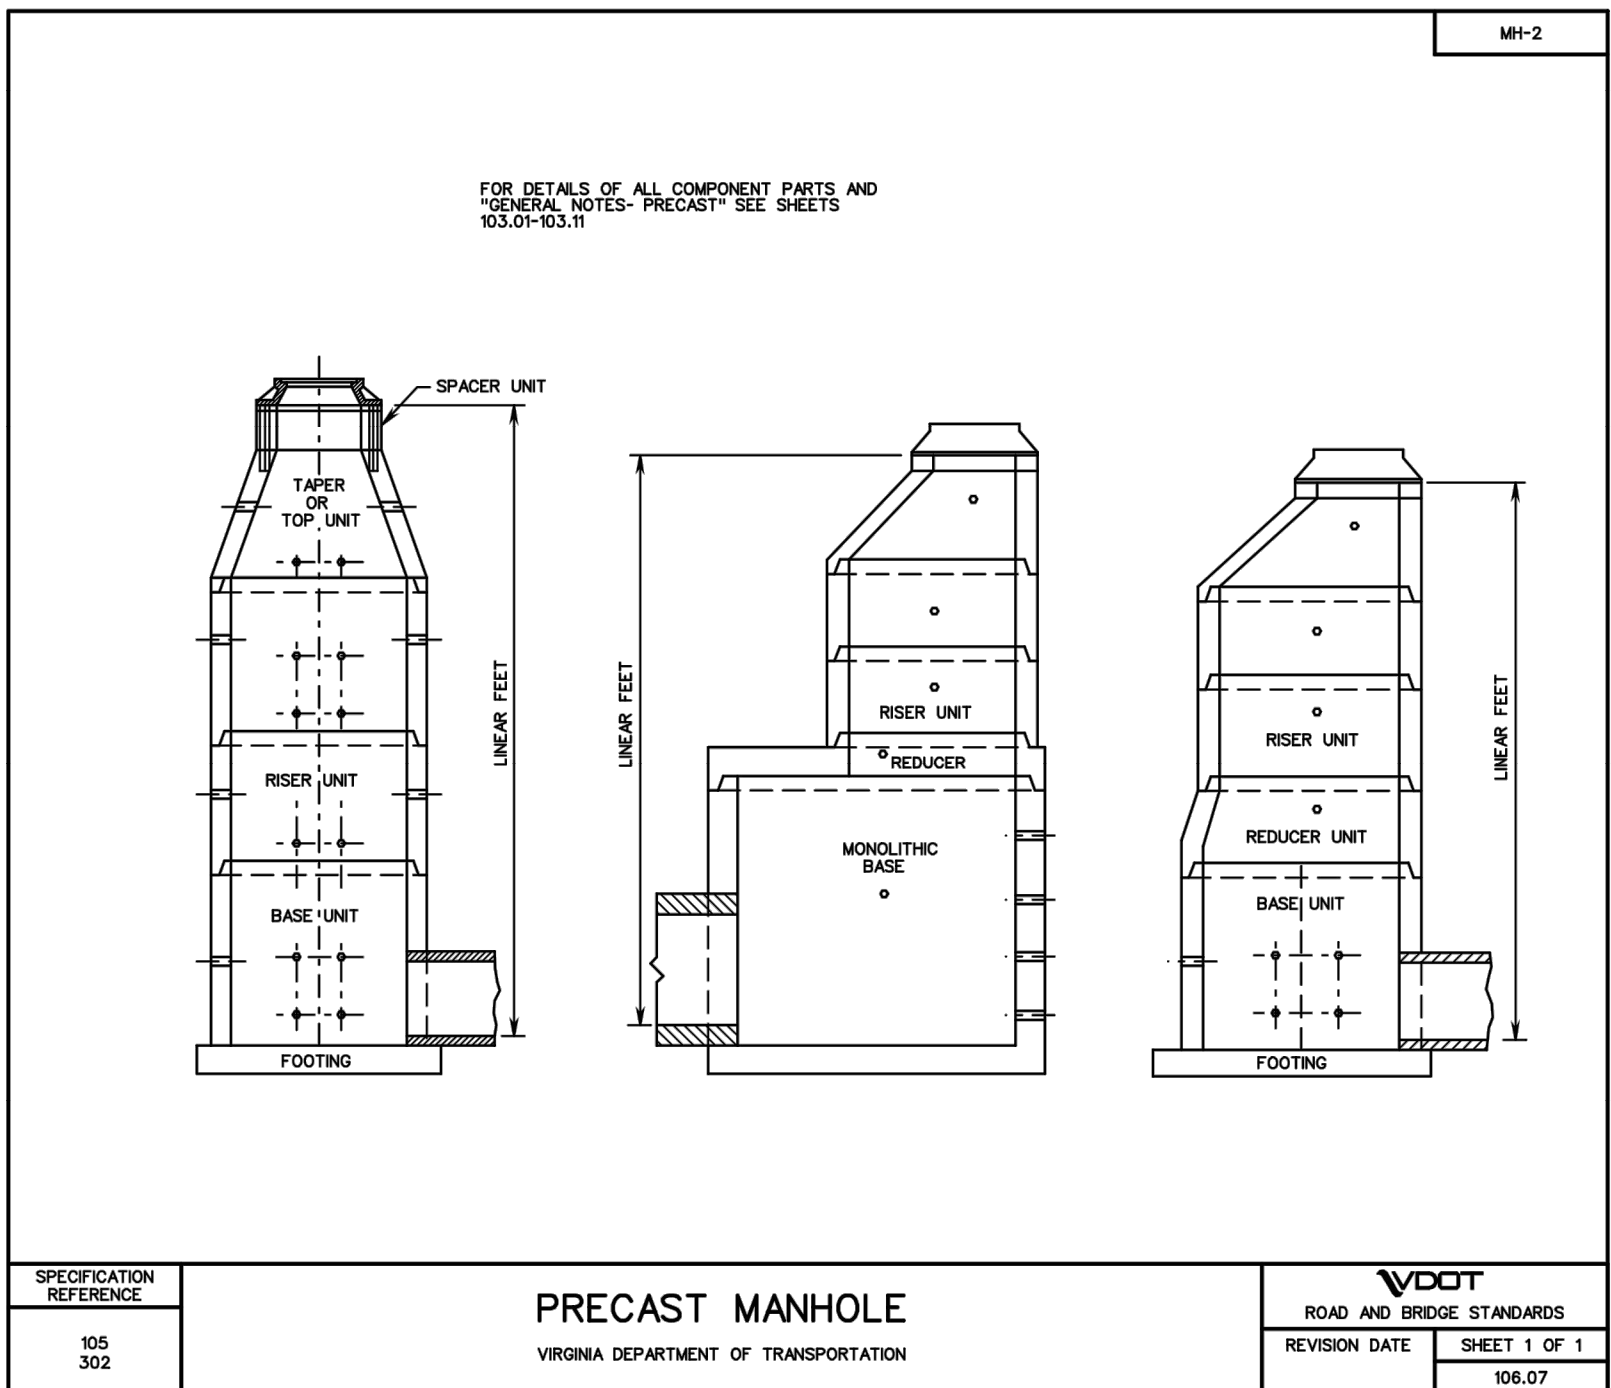 MH-2
FOR DETAILS OF ALL COMPONENT PARTS AND
"GENERAL NOTES- PRECAST" SEE SHEETS
103.01-103.11
SPACER UNIT
TAPER
OR
TOP UNIT
RISER UNIT
BASE UNIT
FOOTING
LINEAR FEET
LINEAR FEET
RISER UNIT
REDUCER
MONOLITHIC
BASE
RISER UNIT
REDUCER UNIT
BASE UNIT
FOOTING
LINEAR FEET
SPECIFICATION
REFERENCE
105
302
PRECAST MANHOLE
VIRGINIA DEPARTMENT OF TRANSPORTATION
VDOT
ROAD AND BRIDGE STANDARDS
REVISION DATE
SHEET 1 OF 1
106.07